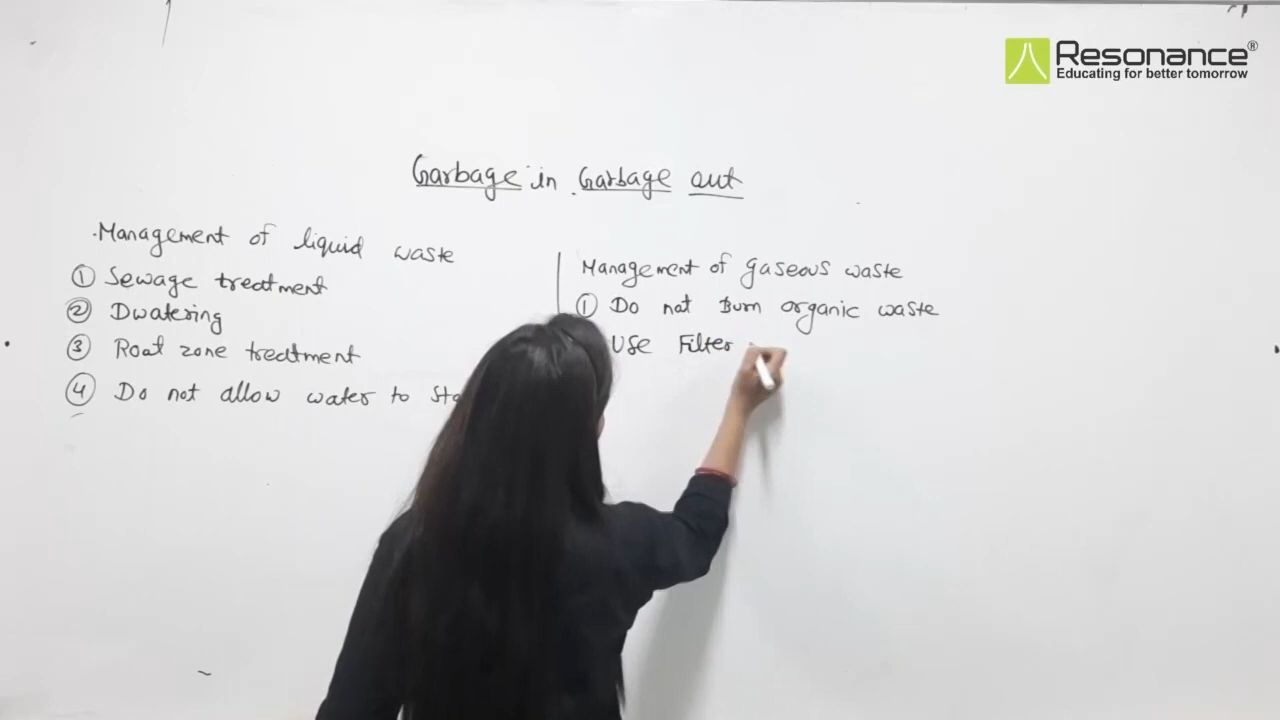 Resonance®
Educating for better tomorrow
Garbage in Garbage out
Management of liquid waste
① Sewage treatment
② Dwatering
③ Root zone treatment
④ Do not allow water to
Management of gaseous waste
① Do not Burn organic waste
Use Filter